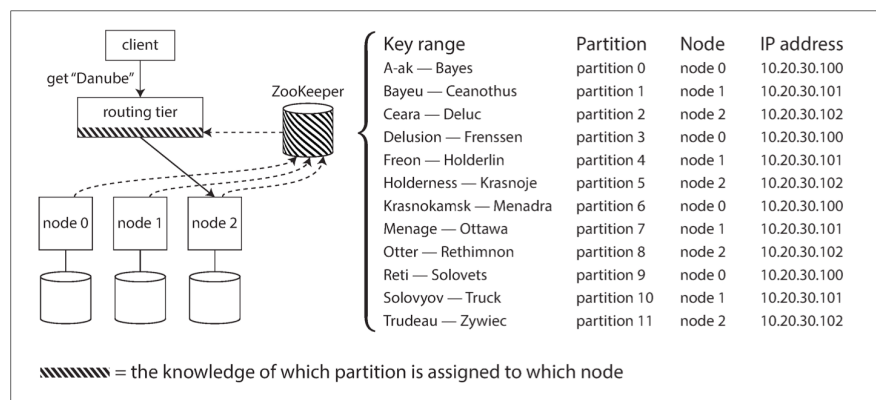 client
get “Danube”
routing tier
ZooKeeper
node 0
node 1
node 2
Key range Partition Node IP address
A-ak — Bayes partition 0 node 0 10.20.30.100
Bayeu — Ceanothus partition 1 node 1 10.20.30.101
Ceara — Deluc partition 2 node 2 10.20.30.102
Delusion — Frenssen partition 3 node 0 10.20.30.100
Freon — Holderlin partition 4 node 1 10.20.30.101
Holderness — Krasnoje partition 5 node 2 10.20.30.102
Krasnokamsk — Menadra partition 6 node 0 10.20.30.100
Menage — Ottawa partition 7 node 1 10.20.30.101
Otter — Rethimnon partition 8 node 2 10.20.30.102
Reti — Solovets partition 9 node 0 10.20.30.100
Solovyov — Truck partition 10 node 1 10.20.30.101
Trudeau — Zywiec partition 11 node 2 10.20.30.102
= the knowledge of which partition is assigned to which node